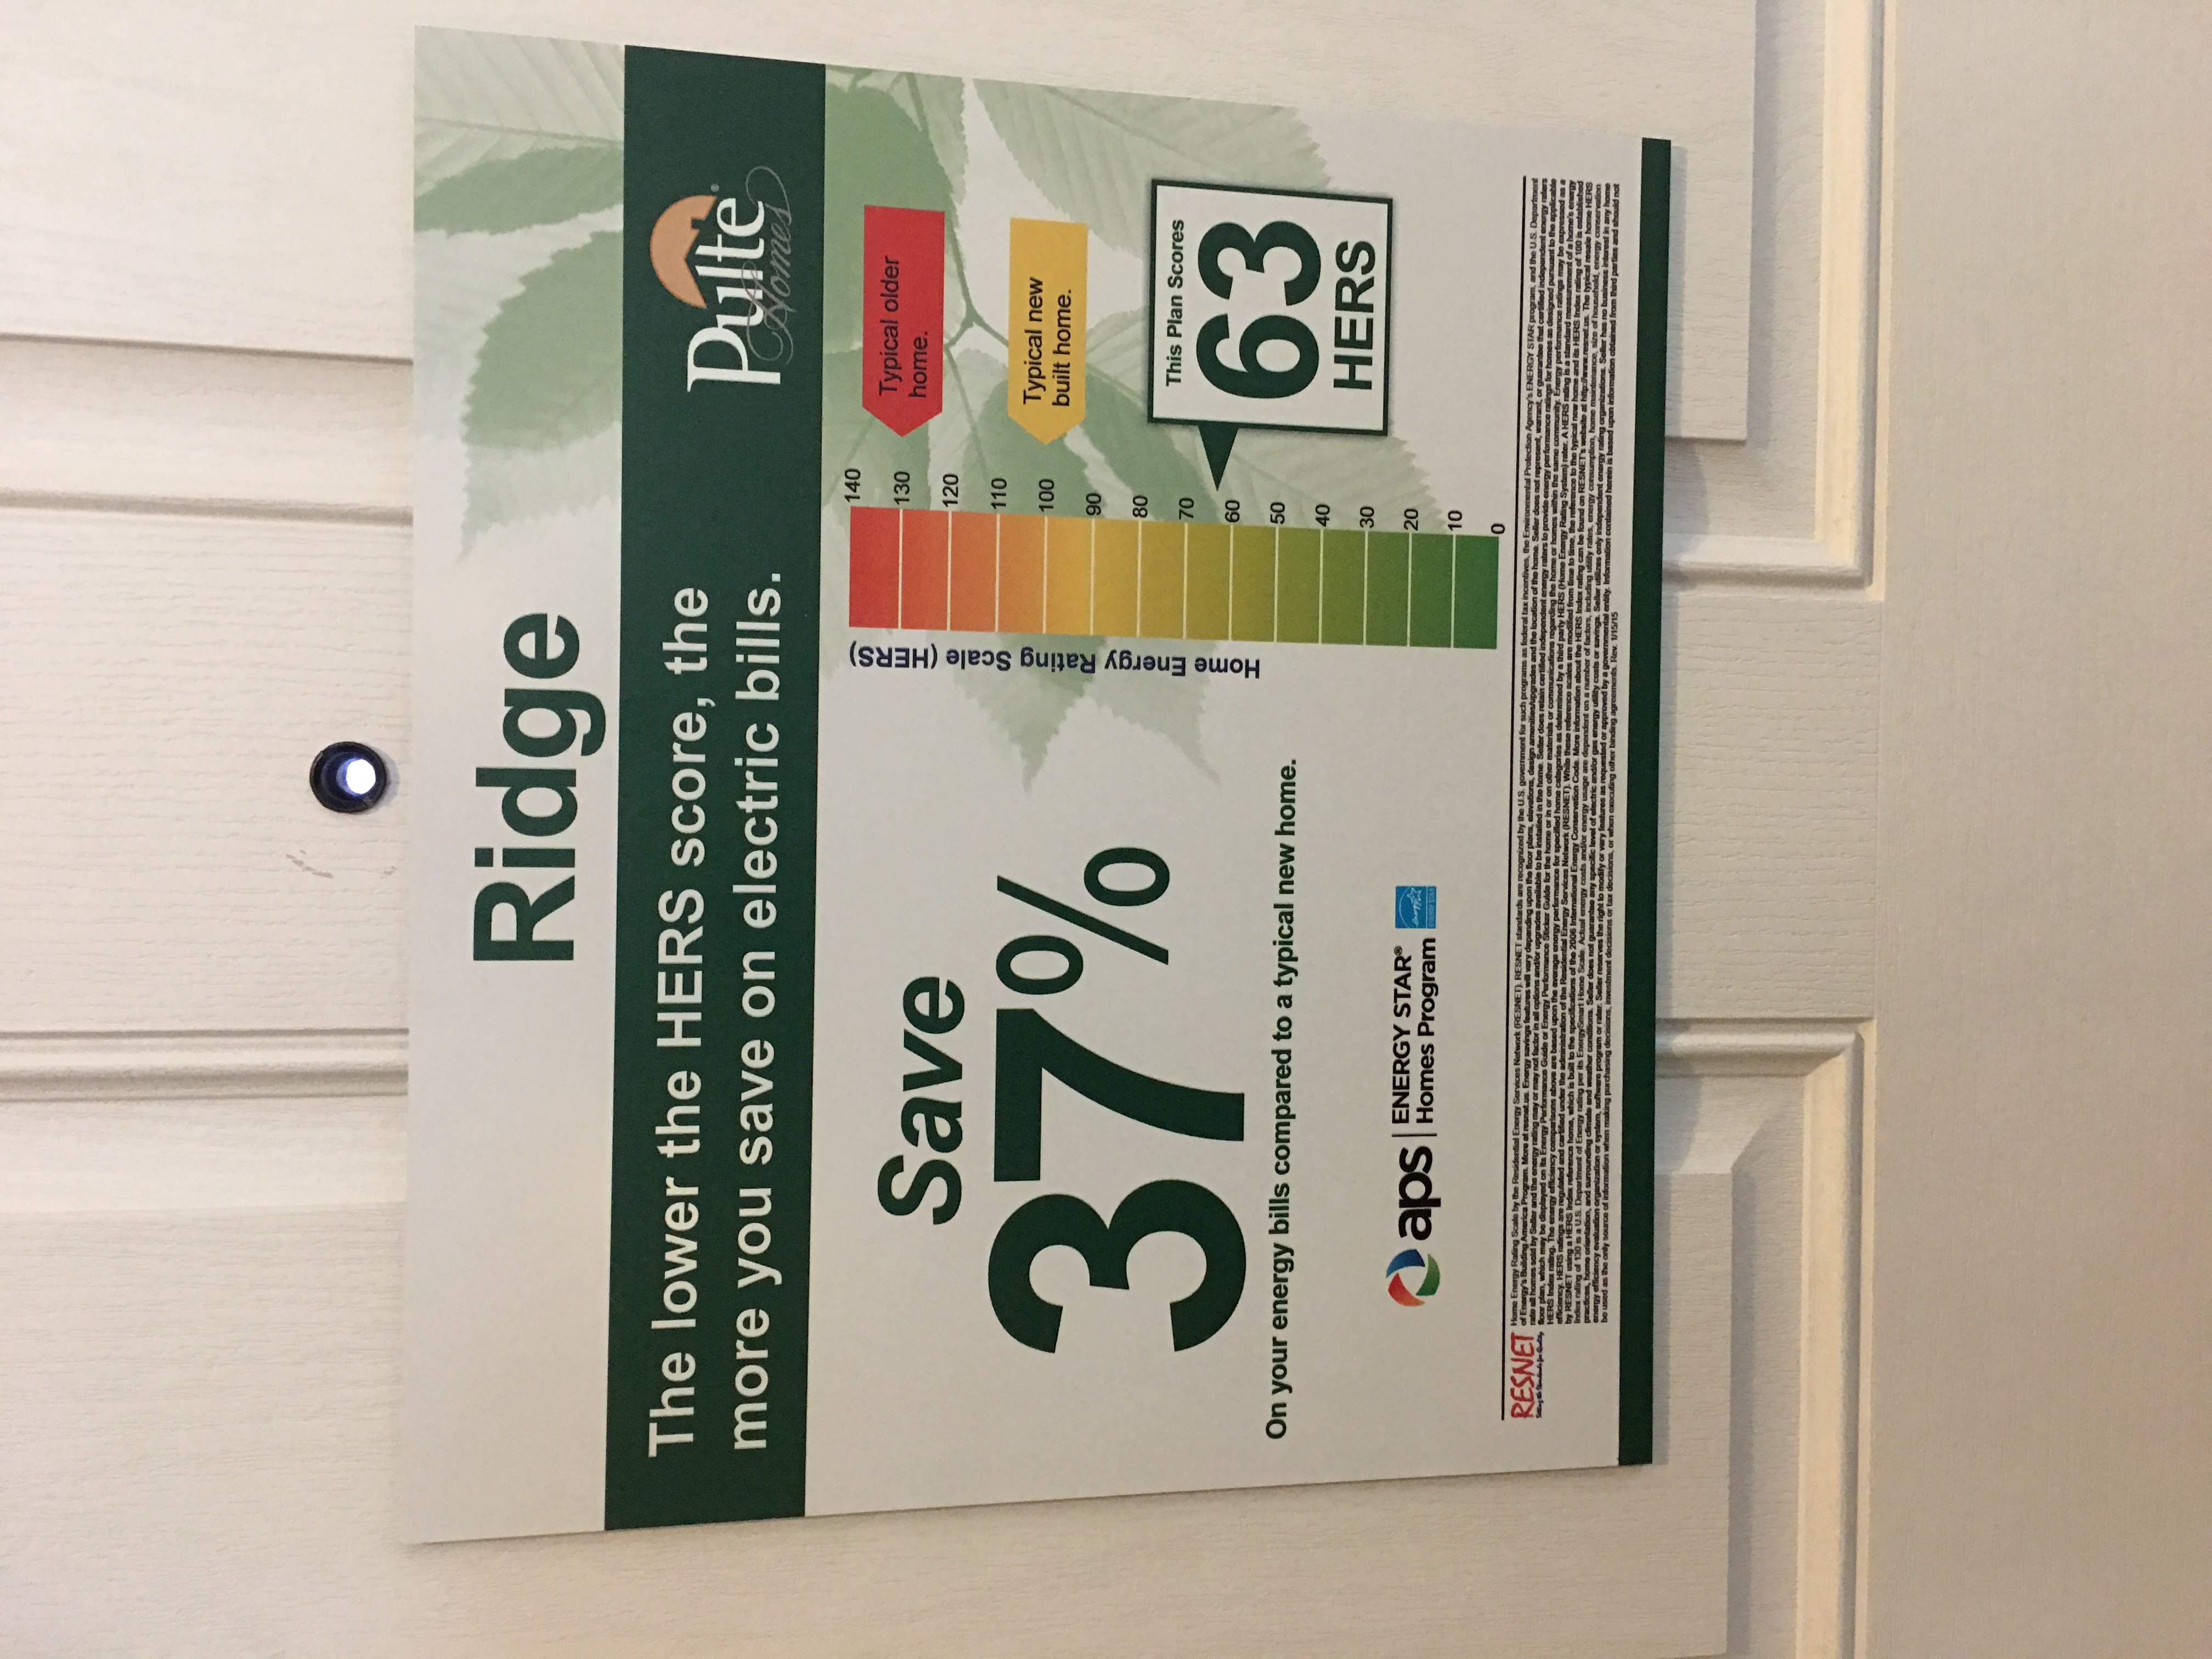 Ridge
The lower the HERS score, the
more you save on electric bills.
Pulte®
Homes
Save
37%
On your energy bills compared to a typical new home.
aps
ENERGY STAR®
Homes Program
ENERGY STAR
Home Energy Rating Scale (HERS)
140
130
120
110
100
90
80
70
60
50
40
30
20
10
0
Typical older
home.
Typical new
built home.
This Plan Scores
63
HERS
RESNET
Setting the Standards for Quality
Home Energy Rating Scale by the Residential Energy Services Network (RESNET). RESNET standards are recognized by the U.S. government for such programs as federal tax incentives, the Environmental Protection Agency's ENERGY STAR program, and the U.S. Department
of Energy's Building America Program. More at resnet.us. Energy savings features will vary depending upon the floor plans, elevations, design amenities/upgrades and the location of the home. Seller does not represent, warrant, or guarantee that certified independent energy raters
rate all homes sold by Seller and the energy rating may or may not factor in all options and/or upgrades available to be installed in the home. Seller does retain certified independent energy raters to provide energy performance ratings for homes as designed pursuant to the applicable
floor plan, which may be displayed on its Energy Performance Guide or Energy Performance Sticker Guide for the home or in or on other materials or communications regarding the home or homes within the same community. Energy performance ratings may be expressed as a
HERS Index rating. The energy efficiency comparisons above are based upon the average energy performance for specified home categories as determined by a third party HERS (Home Energy Rating System) rater. A HERS rating is a standard measurement of a home's energy
efficiency. HERS ratings are regulated and certified under the administration of the Residential Energy Services Network (RESNET). While these reference scales are modified from time to time, the reference to the typical new home and its HERS Index rating of 100 is established
by RESNET using a HERS Index reference home, which is built to the specifications of the 2006 International Energy Conservation Code. More information about the HERS Index rating can be found on RESNET's website at http://www.resnet.us. The typical resale home HERS
Index rating of 130 is a U.S. Department of Energy rating per its EnergySmart Home Scale. Actual energy costs and/or energy usage are dependent on a number of factors, including utility rates, energy consumption, home maintenance, size of household, energy conservation
practices, home orientation, and surrounding climate and weather conditions. Seller does not guarantee any specific level of electric and/or gas energy utility costs or savings. Seller utilizes only independent energy rating organizations. Seller has no business interest in any home
energy efficiency evaluation organization or system, software program or rater. Seller reserves the right to modify or vary features as requested or approved by a governmental entity. Information contained herein is based upon information obtained from third parties and should not
be used as the only source of information when making purchasing decisions, investment decisions or tax decisions, or when executing other binding agreements. Rev. 1/15/15